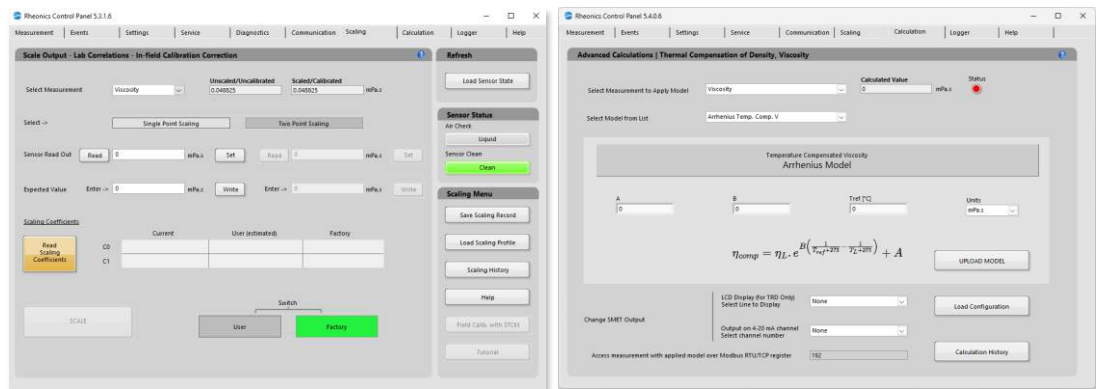 Rheonics Control Panel 5.3.1.6
Measurement Events Settings Service Diagnostics Communication Scaling Calculation Logger Help
Scale Output - Lab Correlations - In-field Calibration Correction
Unscaled/Uncalibrated Scaled/Calibrated
Select Measurement Viscosity 0.048825 0.048825 mPa.s
Select -> Single Point Scaling Two Point Scaling
Sensor Read Out Read 0 mPa.s Set Read 0 mPa.s Set
Expected Value Enter -> 0 mPa.s Write Enter -> 0 mPa.s Write
Scaling Coefficients
Current User (estimated) Factory
Read Scaling Coefficients
C0
C1
Switch
SCALE User Factory
Refresh
Load Sensor State
Sensor Status
Air Check
Liquid
Sensor Clean
Clean
Scaling Menu
Save Scaling Record
Load Scaling Profile
Scaling History
Help
Field Calib. with STCM
Tutorial
Rheonics Control Panel 5.4.0.6
Measurement Events Settings Service Communication Scaling Calculation Logger Help
Advanced Calculations | Thermal Compensation of Density, Viscosity
Calculated Value Status
Select Measurement to Apply Model Viscosity 0 mPa.s
Select Model from List Arrhenius Temp. Comp. V
Temperature Compensated Viscosity
Arrhenius Model
A B Tref [°C] Units
0 0 0 mPa.s
η_comp = η_L. e^(B(1/(T_ref+273) - 1/(T_L+273))) + A
UPLOAD MODEL
Change SMET Output
LCD Display (for TRD Only)
Select Line to Display None
Load Configuration
Output on 4-20 mA channel
Select channel number None
Access measurement with applied model over Modbus RTU/TCP register 192
Calculation History